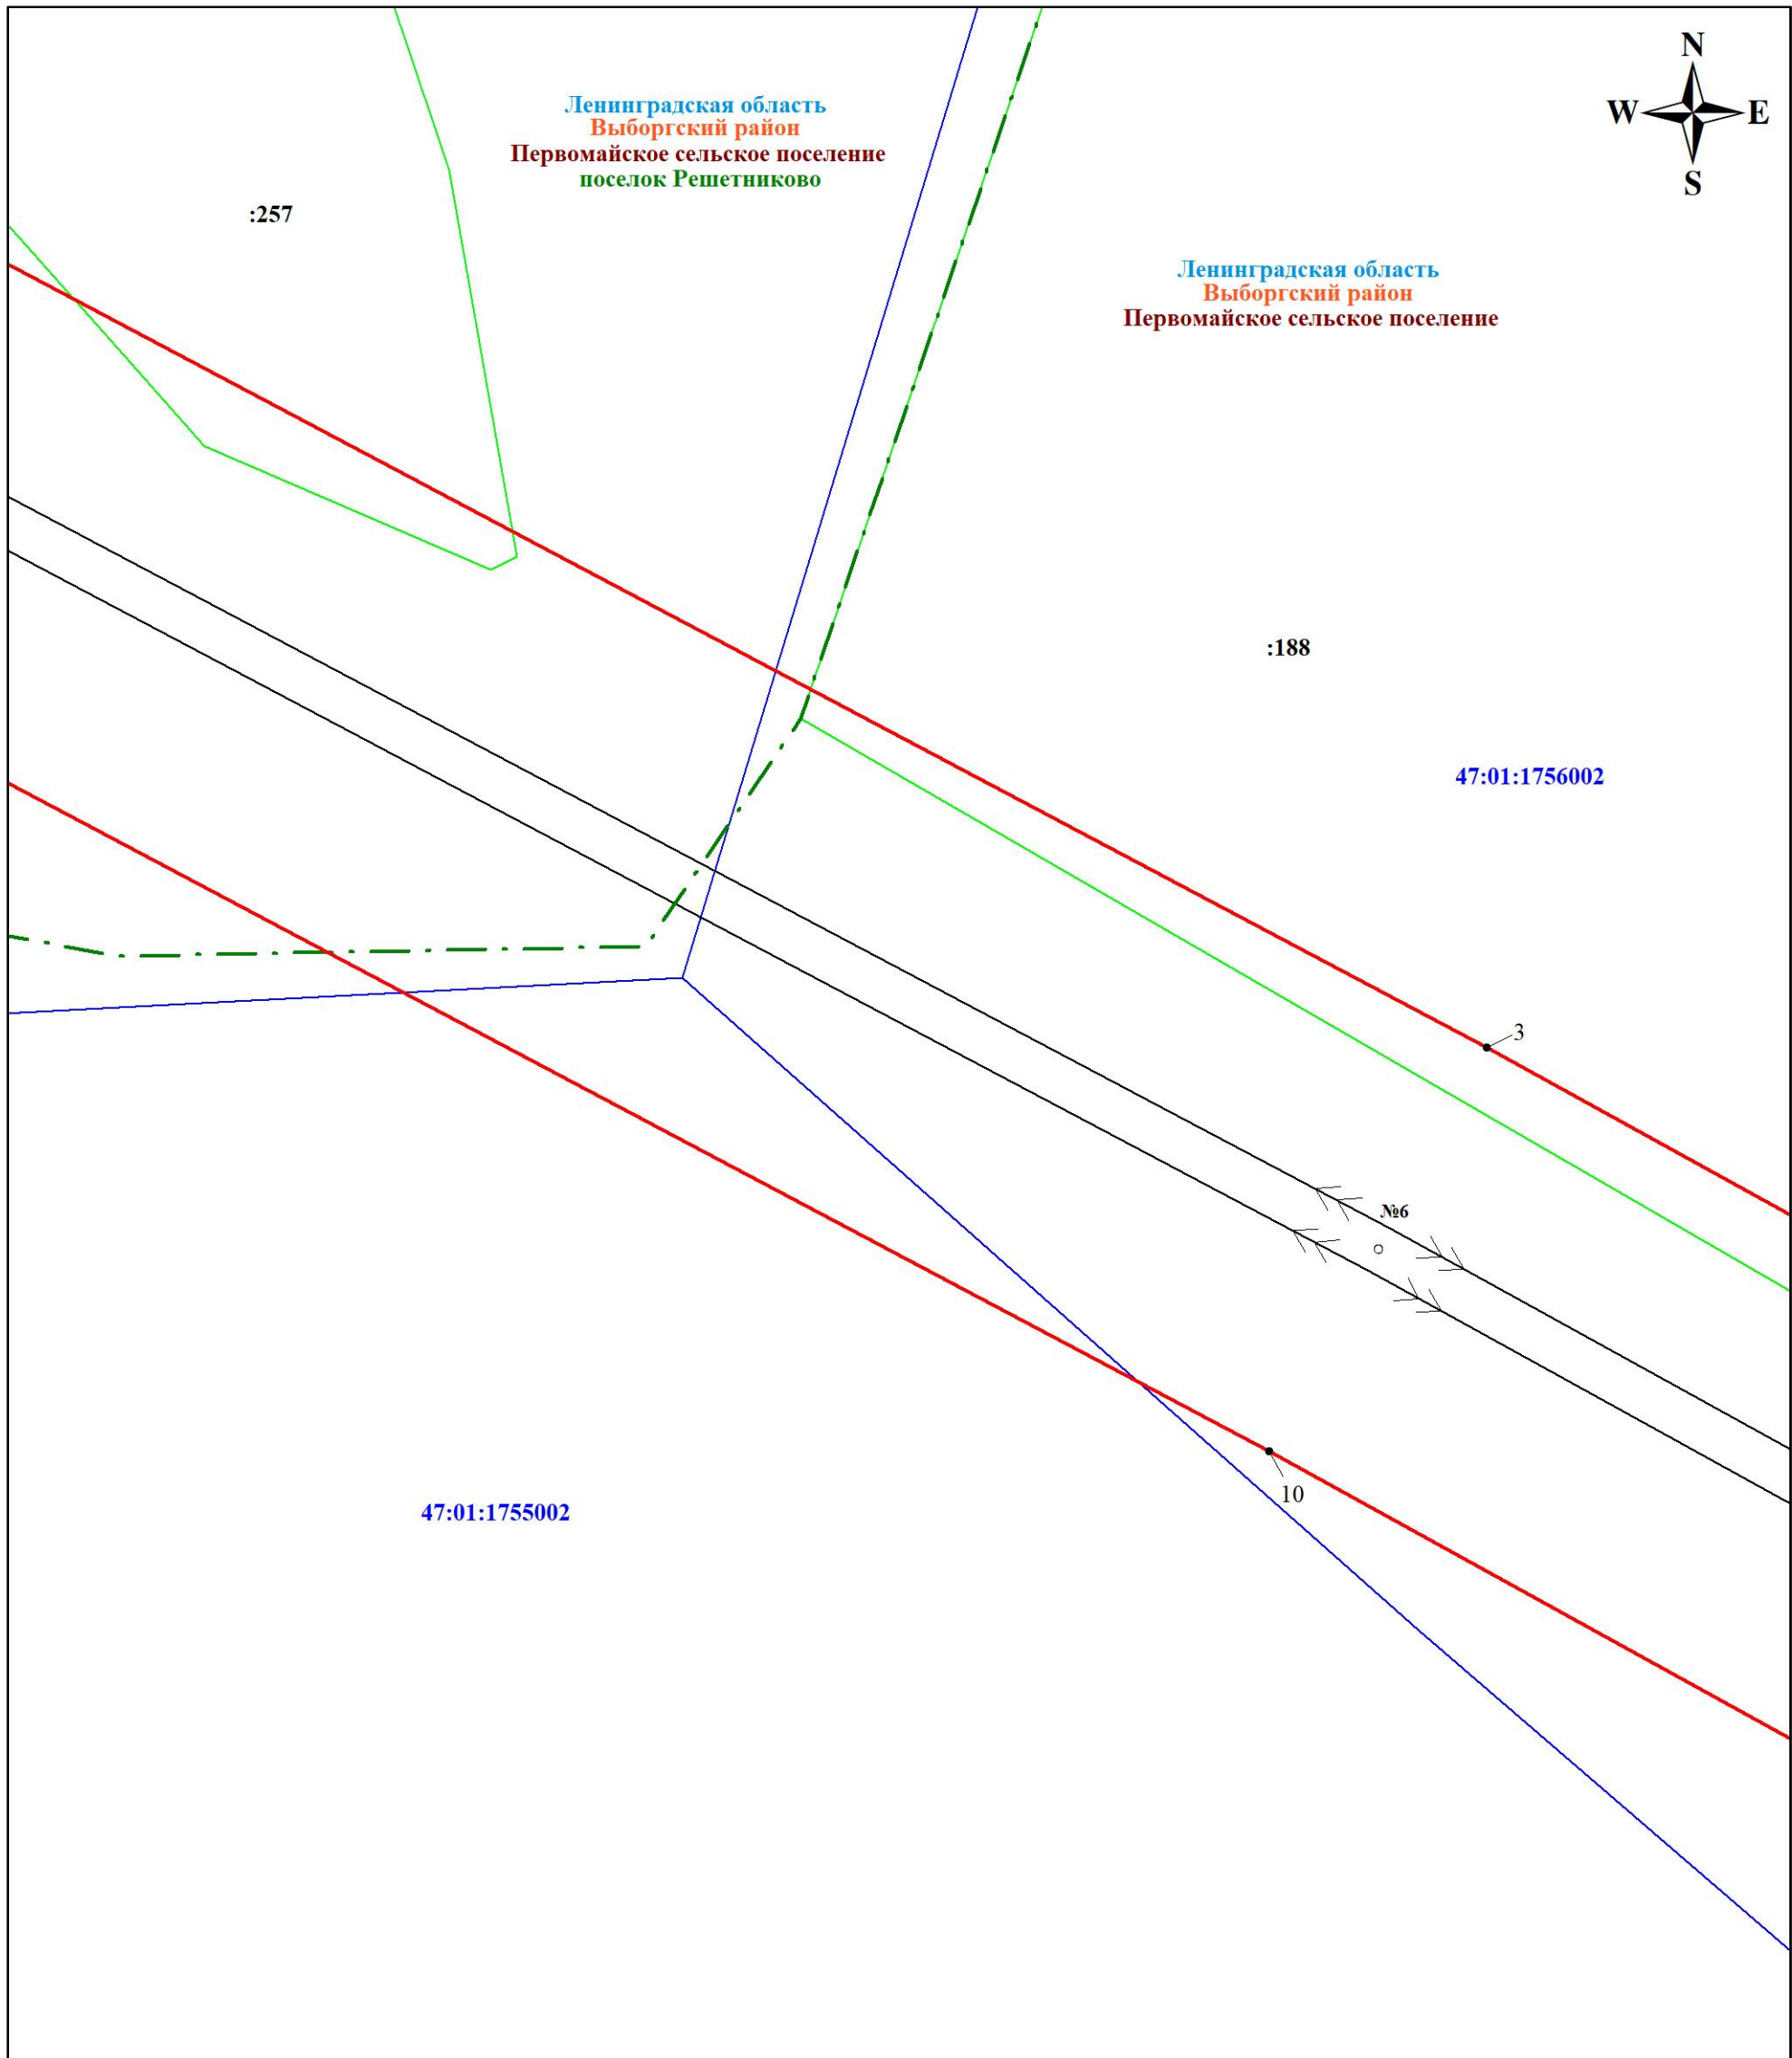 N
W E
S
Ленинградская область
Выборгский район
Первомайское сельское поселение
поселок Решетниково
:257
Ленинградская область
Выборгский район
Первомайское сельское поселение
:188
47:01:1756002
3
№6
10
47:01:1755002